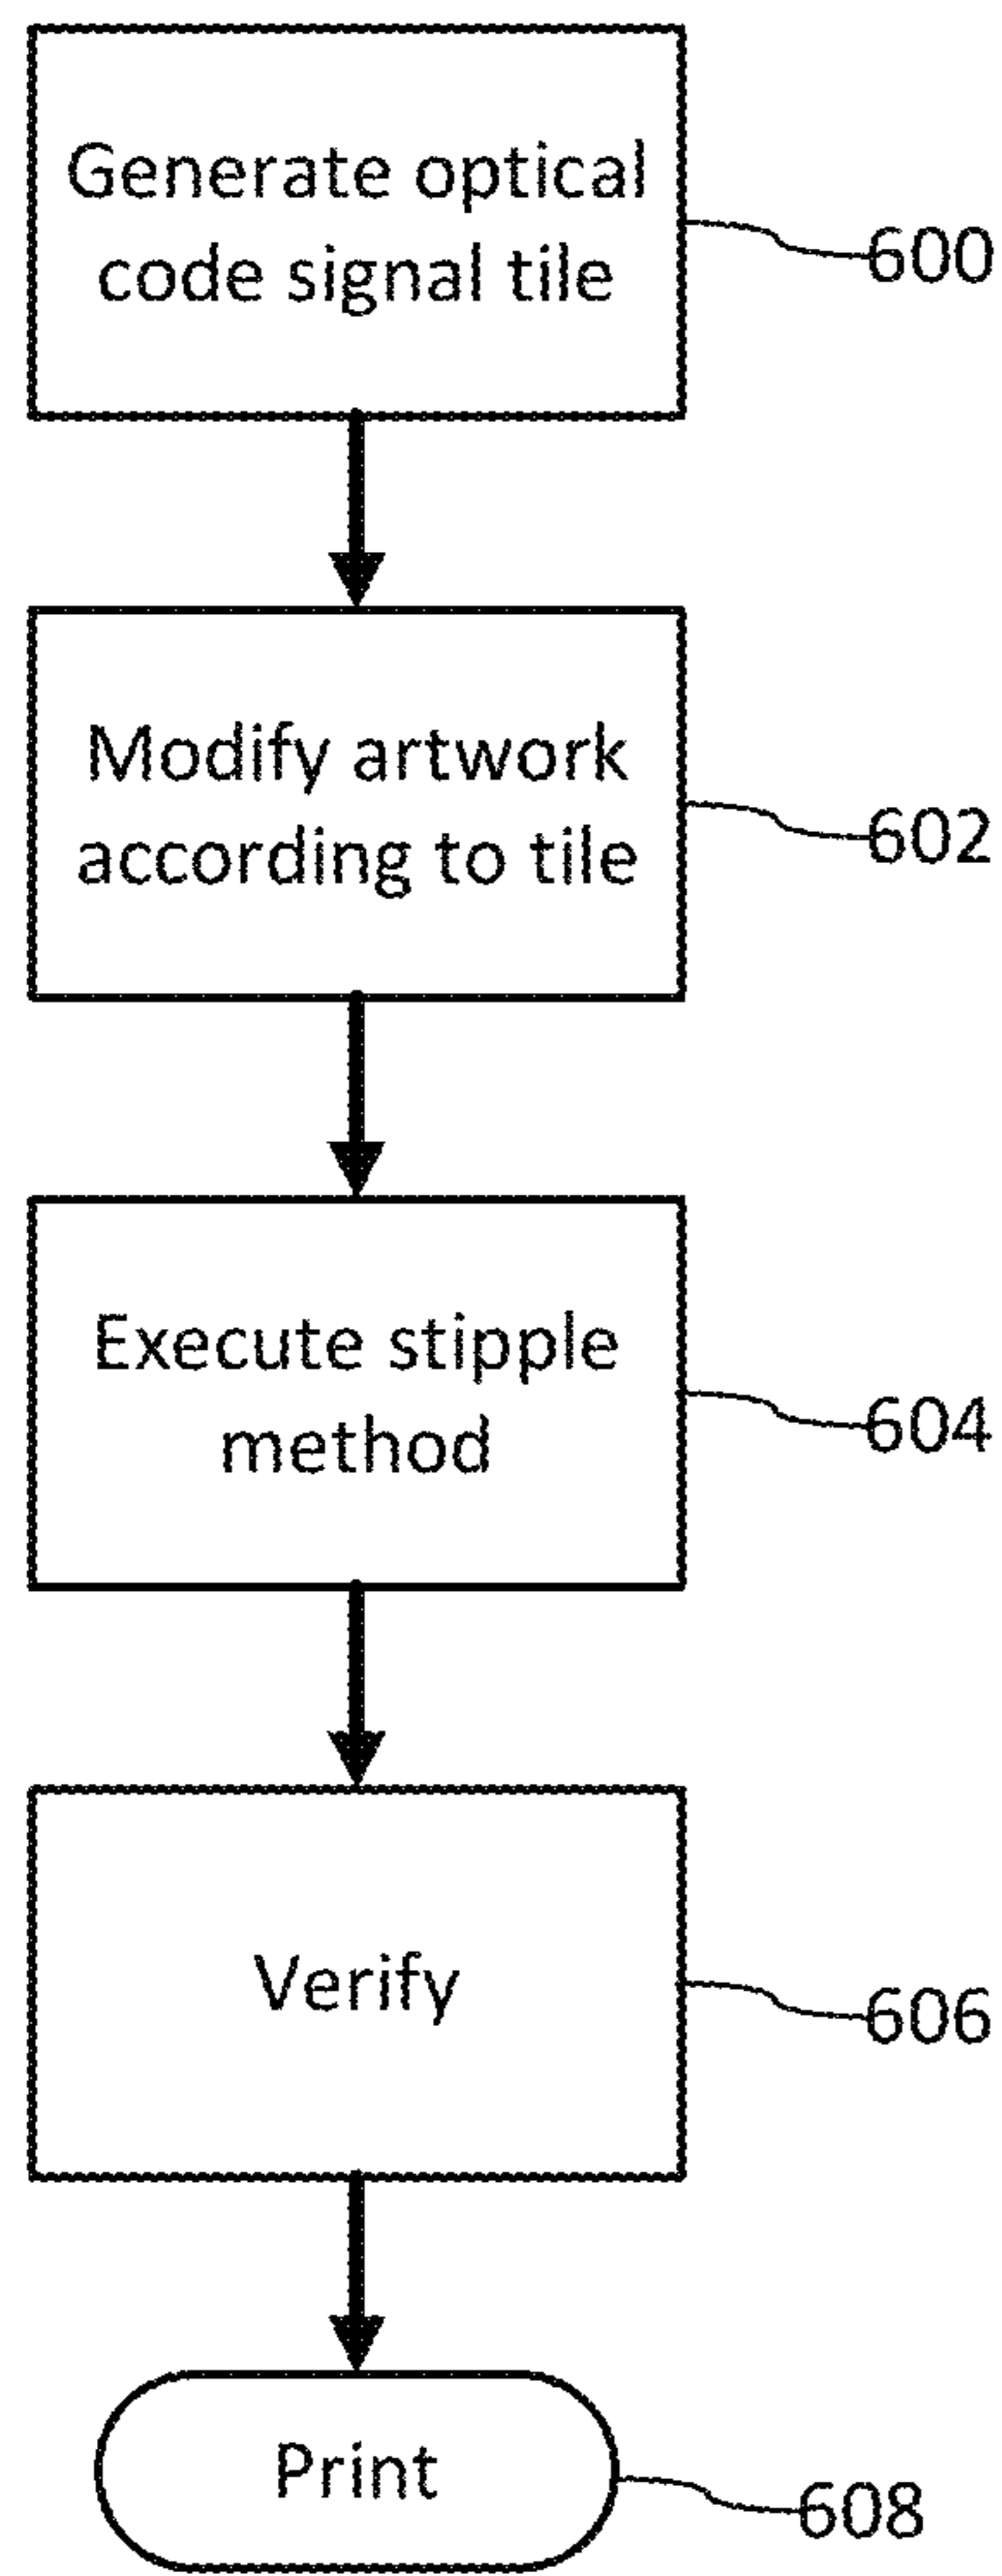 Generate optical
code signal tile
600
Modify artwork
according to tile
602
Execute stipple
method
604
Verify
606
Print
608